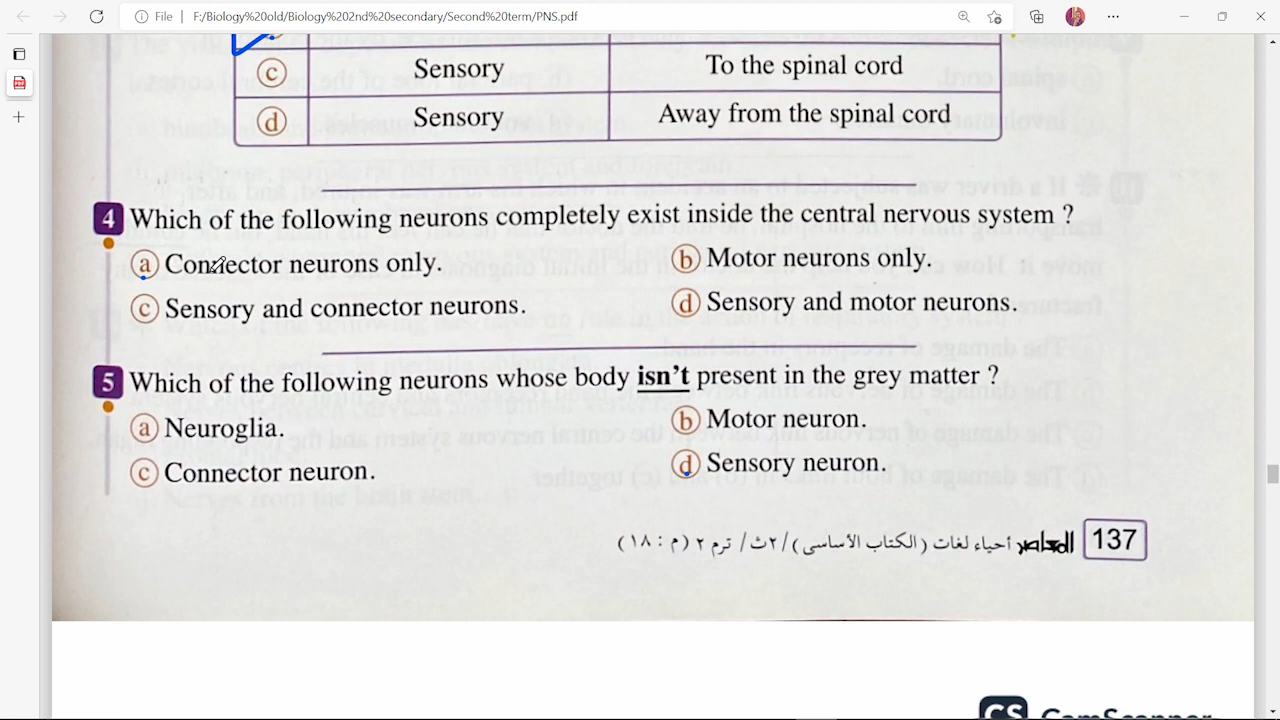 File F:/Biology%20old/Biology%202nd%20secondary/Second%20term/PNS.pdf
c Sensory To the spinal cord
d Sensory Away from the spinal cord
4 Which of the following neurons completely exist inside the central nervous system ?
a Connector neurons only. b Motor neurons only.
c Sensory and connector neurons. d Sensory and motor neurons.
5 Which of the following neurons whose body isn't present in the grey matter ?
a Neuroglia. b Motor neuron.
c Connector neuron. d Sensory neuron.
المعاصر أحياء لغات (الكتاب الأساسى) / ٢ث / ترم ٢ (م : ١٨) 137
CS CamScanner